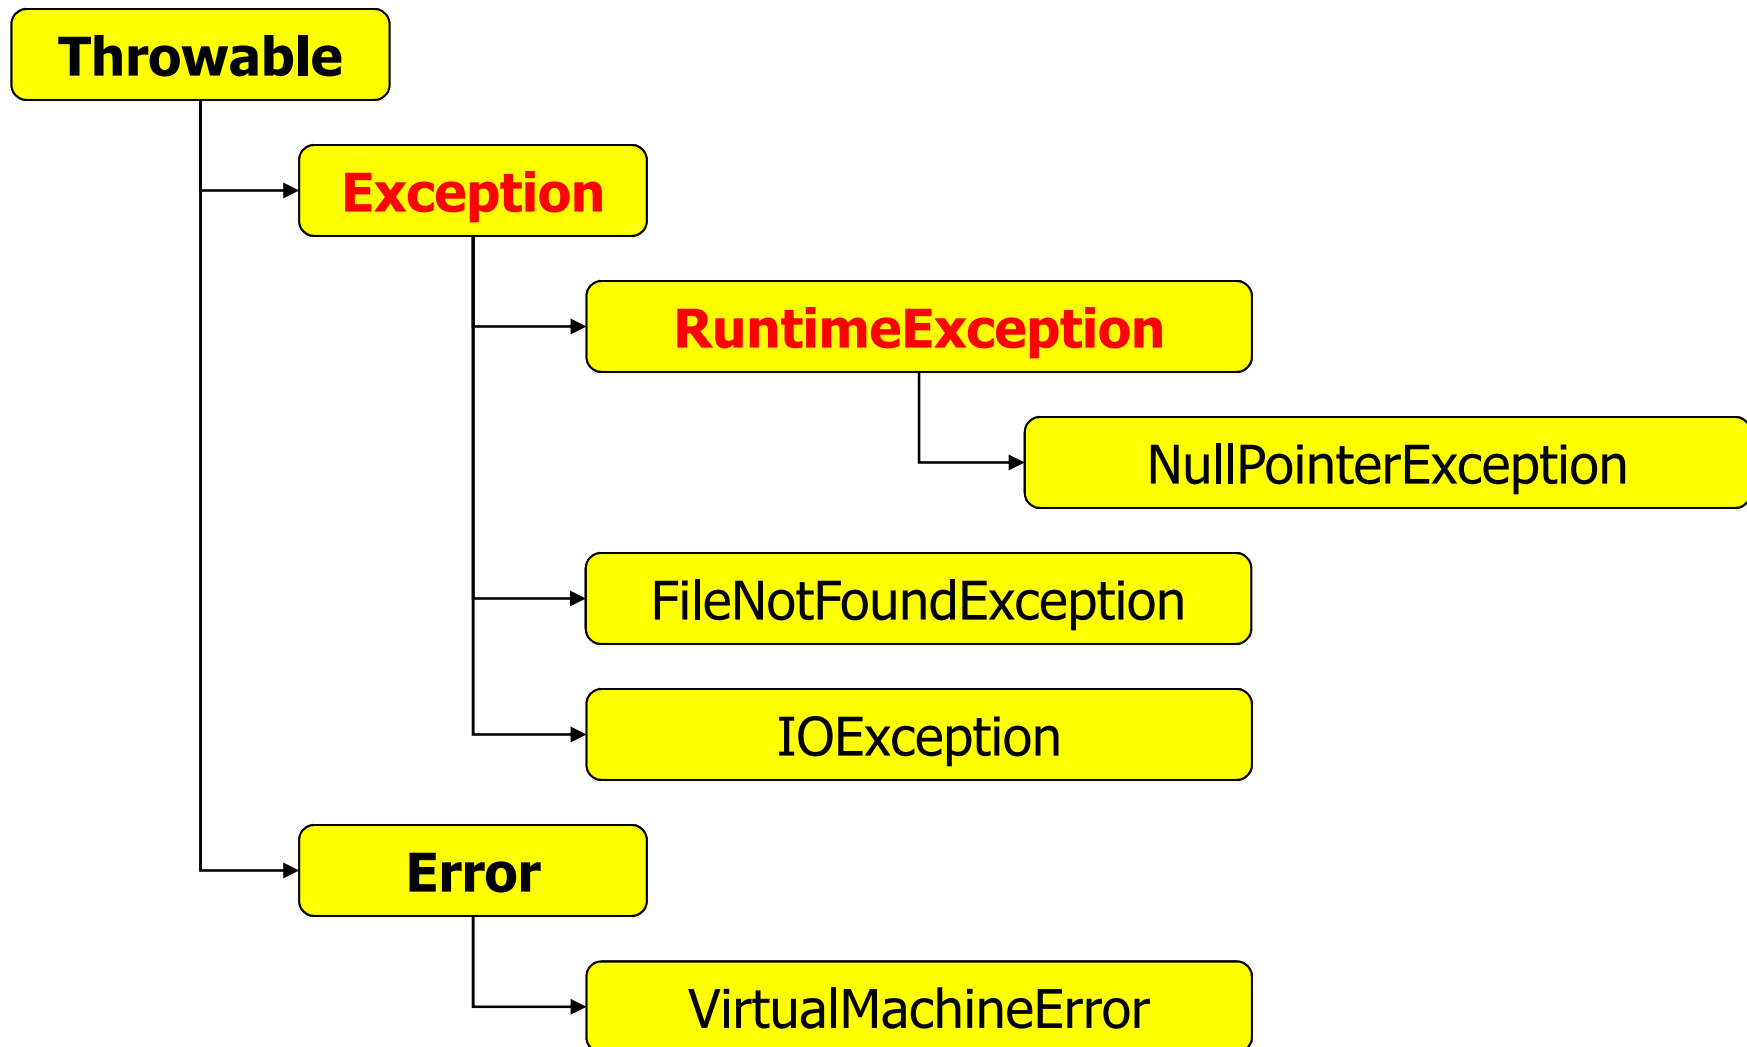 Throwable
Exception
RuntimeException
NullPointerException
FileNotFoundException
IOException
Error
VirtualMachineError